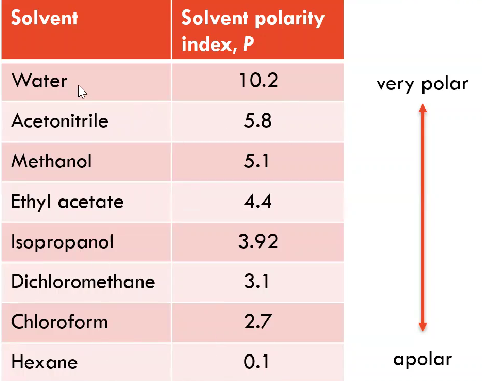 Solvent Solvent polarity
index, P
Water 10.2 very polar
Acetonitrile 5.8
Methanol 5.1
Ethyl acetate 4.4
Isopropanol 3.92
Dichloromethane 3.1
Chloroform 2.7
Hexane 0.1 apolar